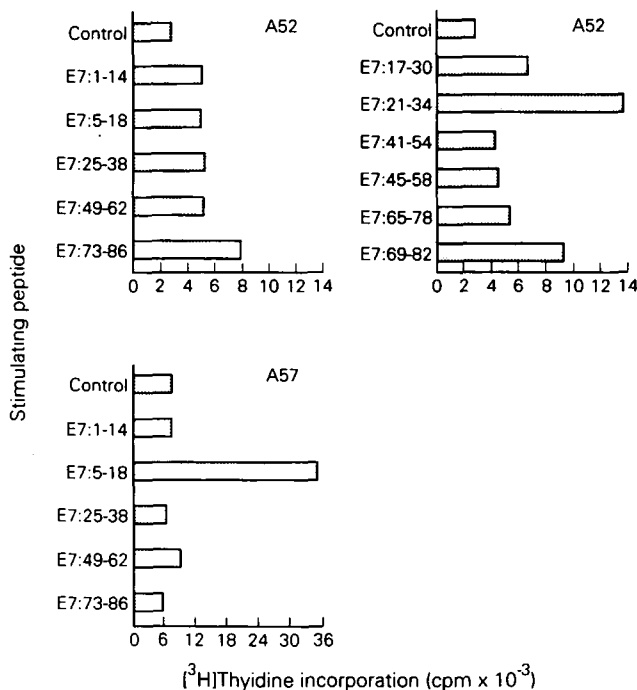 Control
A52
E7:1-14
E7:5-18
E7:25-38
E7:49-62
E7:73-86
0 2 4 6 8 10 12 14
Control
A52
E7:17-30
E7:21-34
E7:41-54
E7:45-58
E7:65-78
E7:69-82
0 2 4 6 8 10 12 14
Stimulating peptide
Control
A57
E7:1-14
E7:5-18
E7:25-38
E7:49-62
E7:73-86
0 6 12 18 24 30 36
[³H]Thyidine incorporation (cpm x 10⁻³)